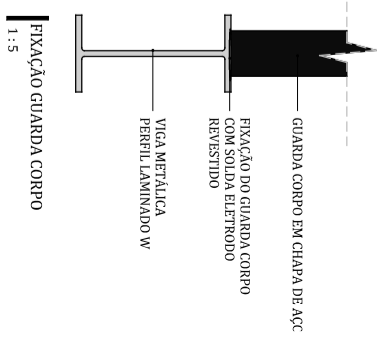 GUARDA CORPO EM CHAPA DE AÇO
FIXAÇÃO DO GUARDA CORPO
COM SOLDA ELETRODO
REVESTIDO
VIGA METÁLICA
PERFIL LAMINADO W
FIXAÇÃO GUARDA CORPO
1:5